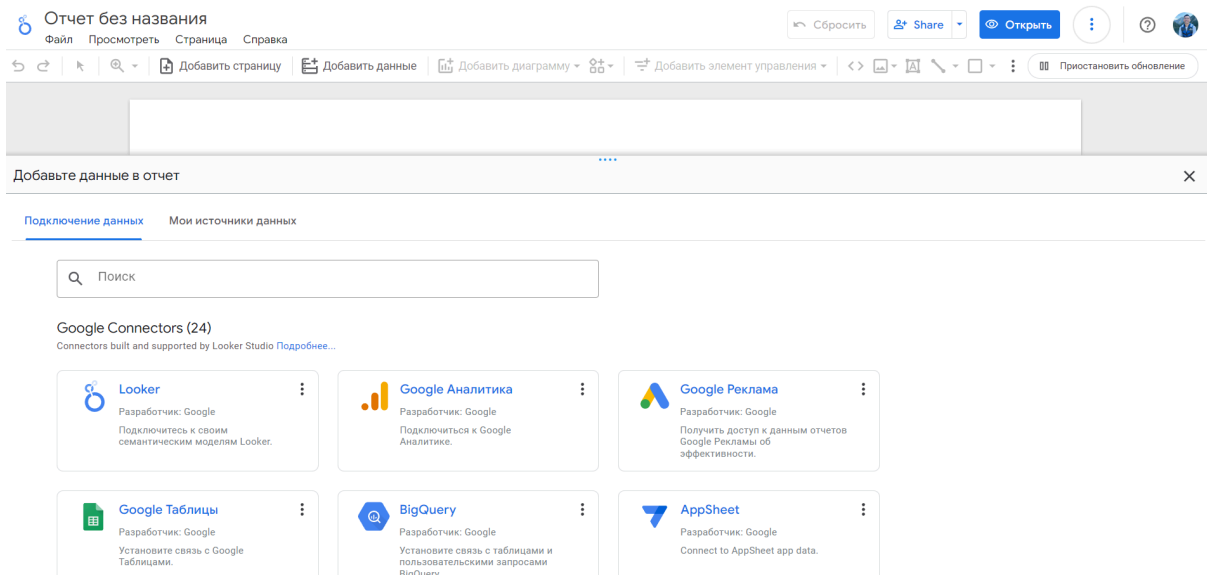 Отчет без названия
Файл Просмотреть Страница Справка
Сбросить Share Открыть
Добавить страницу Добавить данные Добавить диаграмму Добавить элемент управления Приостановить обновление
Добавьте данные в отчет
Подключение данных Мои источники данных
Поиск
Google Connectors (24)
Connectors built and supported by Looker Studio Подробнее...
Looker
Разработчик: Google
Подключитесь к своим
семантическим моделям Looker.
Google Аналитика
Разработчик: Google
Подключиться к Google
Аналитике.
Google Реклама
Разработчик: Google
Получить доступ к данным отчетов
Google Рекламы об
эффективности.
Google Таблицы
Разработчик: Google
Установите связь с Google
Таблицами.
BigQuery
Разработчик: Google
Установите связь с таблицами и
пользовательскими запросами
BigQuery.
AppSheet
Разработчик: Google
Connect to AppSheet app data.